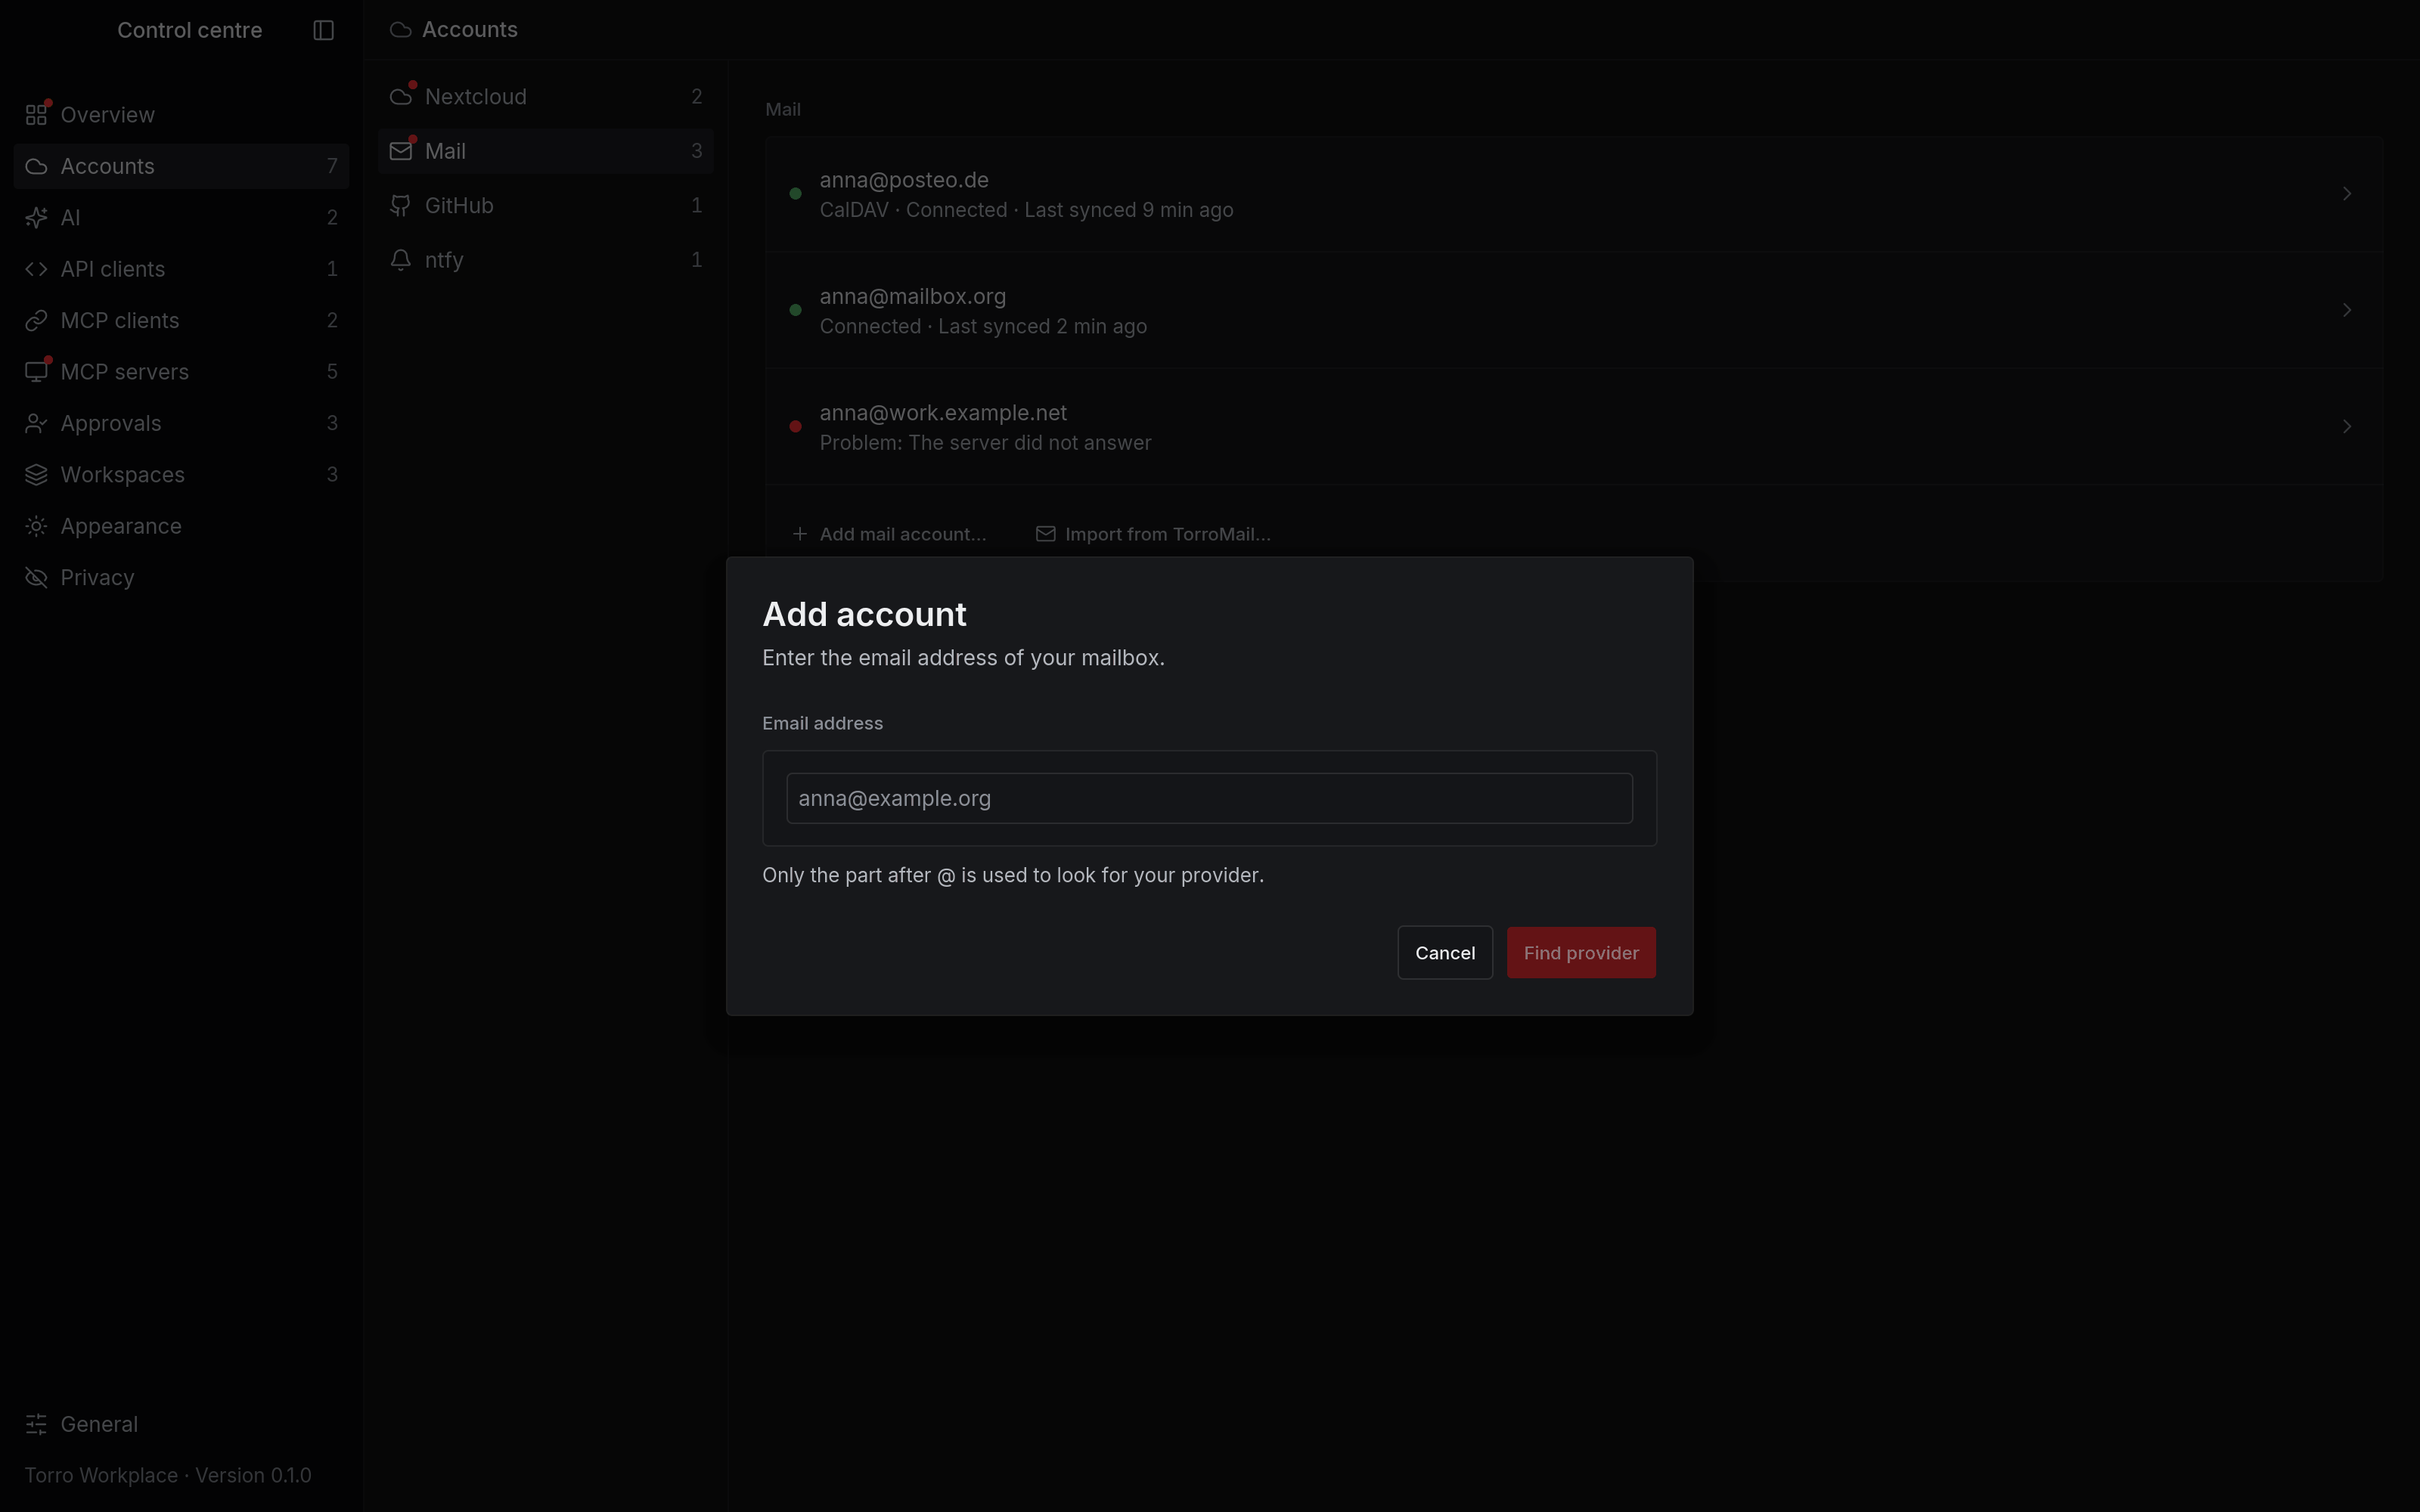 Control centre
Overview
Accounts 7
AI 2
API clients 1
MCP clients 2
MCP servers 5
Approvals 3
Workspaces 3
Appearance
Privacy
General
Torro Workplace · Version 0.1.0
Accounts
Nextcloud 2
Mail 3
GitHub 1
ntfy 1
Mail
anna@posteo.de
CalDAV · Connected · Last synced 9 min ago
anna@mailbox.org
Connected · Last synced 2 min ago
anna@work.example.net
Problem: The server did not answer
Add mail account... Import from TorroMail...
Add account
Enter the email address of your mailbox.
Email address
anna@example.org
Only the part after @ is used to look for your provider.
Cancel Find provider